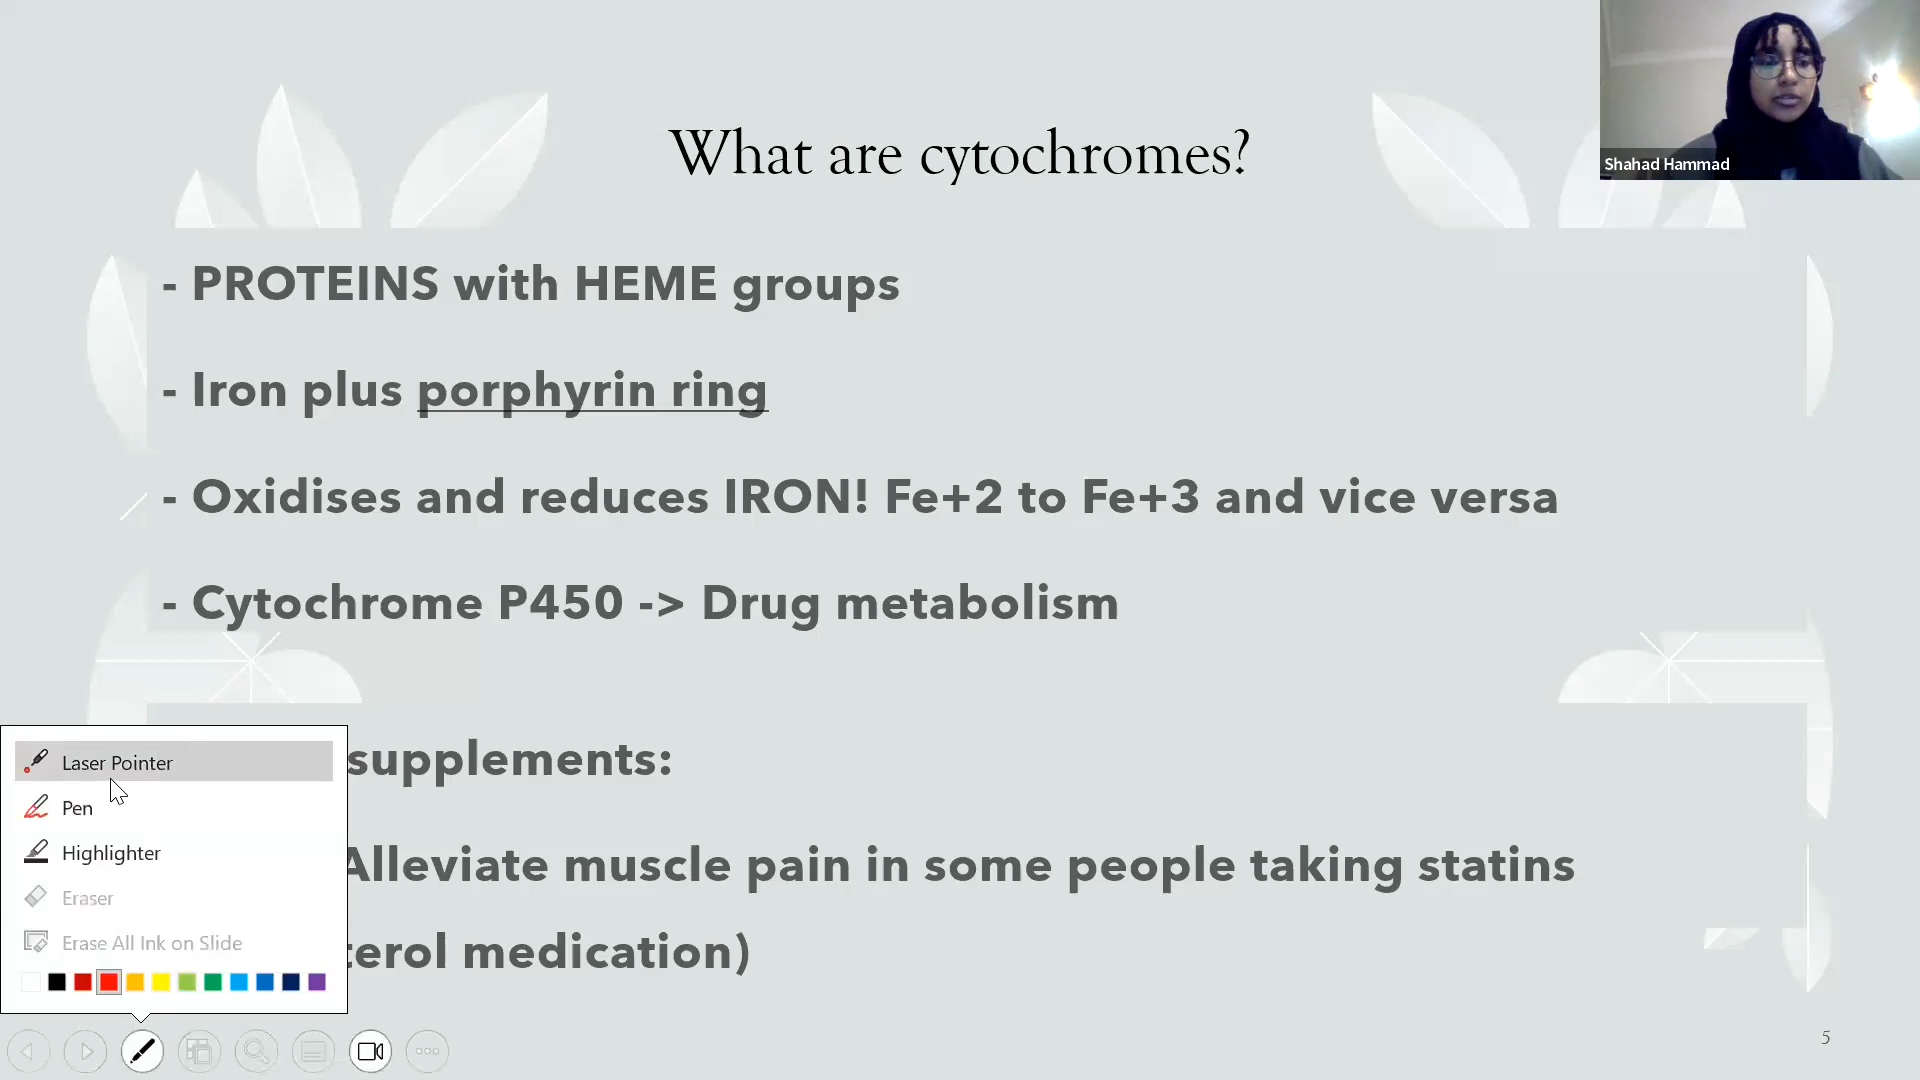 What are cytochromes?
Shahad Hammad
- PROTEINS with HEME groups
- Iron plus porphyrin ring
- Oxidises and reduces IRON! Fe+2 to Fe+3 and vice versa
- Cytochrome P450 -> Drug metabolism
supplements:
Alleviate muscle pain in some people taking statins
terol medication)
Laser Pointer
Pen
Highlighter
Eraser
Erase All Ink on Slide
5